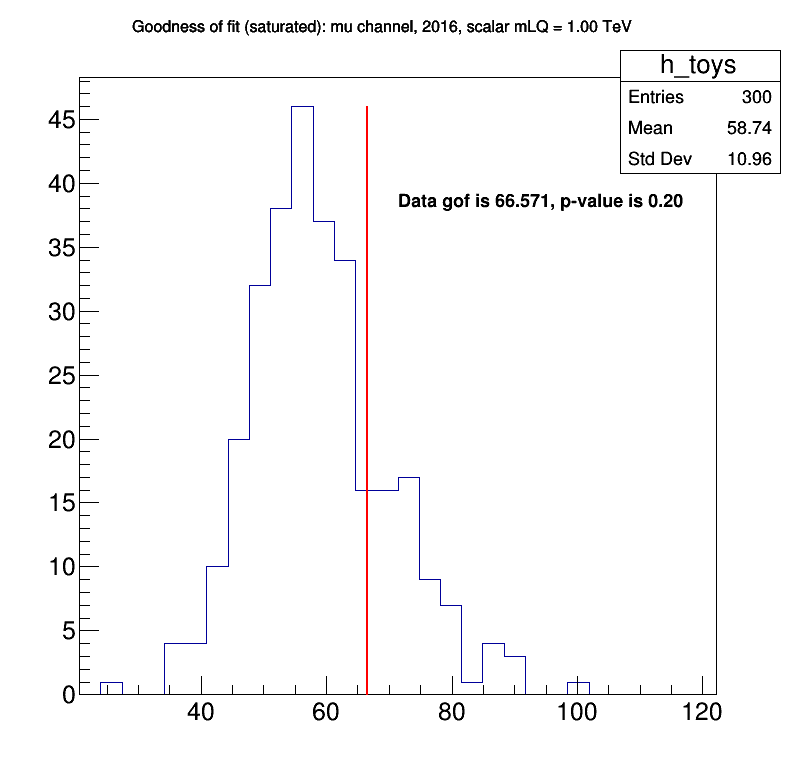 Goodness of fit (saturated): mu channel, 2016, scalar mLQ = 1.00 TeV
h_toys
Entries 300
Mean 58.74
Std Dev 10.96
Data gof is 66.571, p-value is 0.20
45
40
35
30
25
20
15
10
5
0
40 60 80 100 120